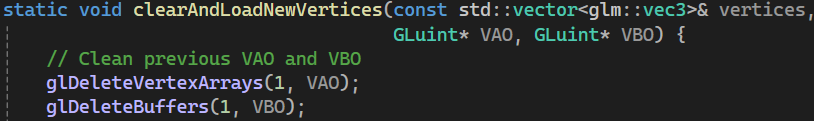 static void clearAndLoadNewVertices(const std::vector<glm::vec3>& vertices,
GLuint* VAO, GLuint* VBO) {
// Clean previous VAO and VBO
glDeleteVertexArrays(1, VAO);
glDeleteBuffers(1, VBO);